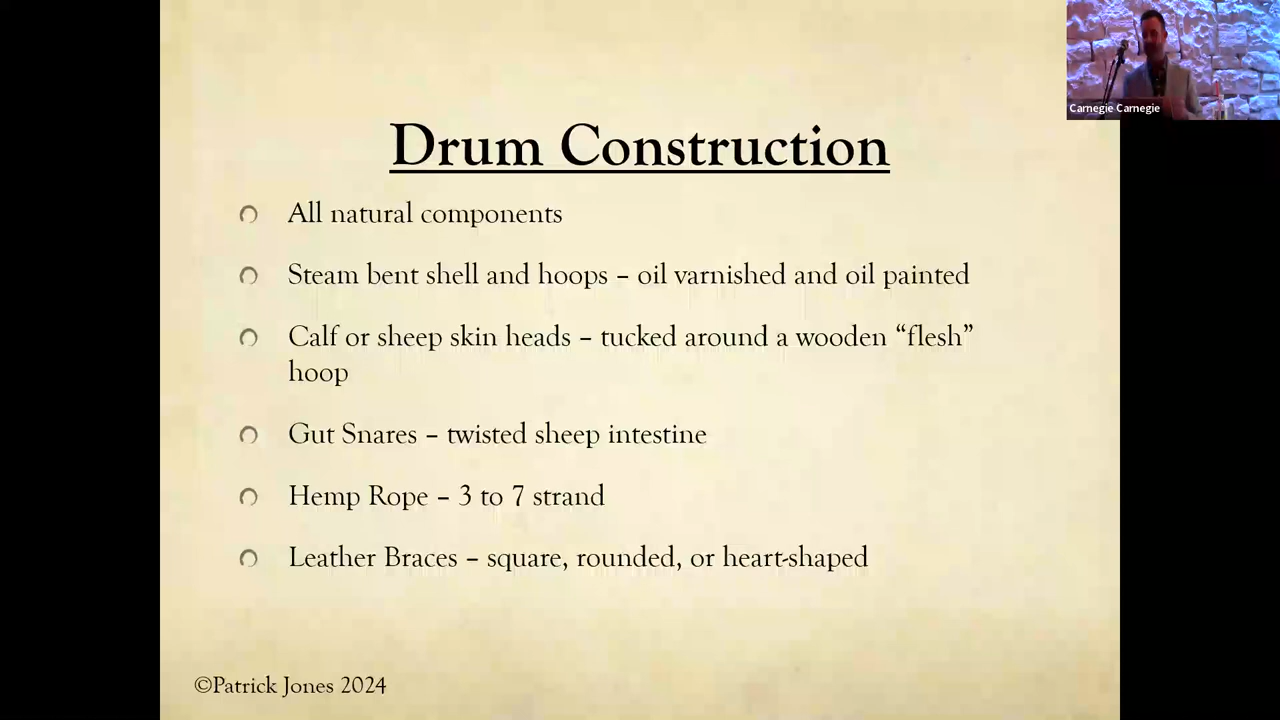 Carnegie Carnegie
Drum Construction
All natural components
Steam bent shell and hoops – oil varnished and oil painted
Calf or sheep skin heads – tucked around a wooden “flesh”
hoop
Gut Snares – twisted sheep intestine
Hemp Rope – 3 to 7 strand
Leather Braces – square, rounded, or heart-shaped
©Patrick Jones 2024